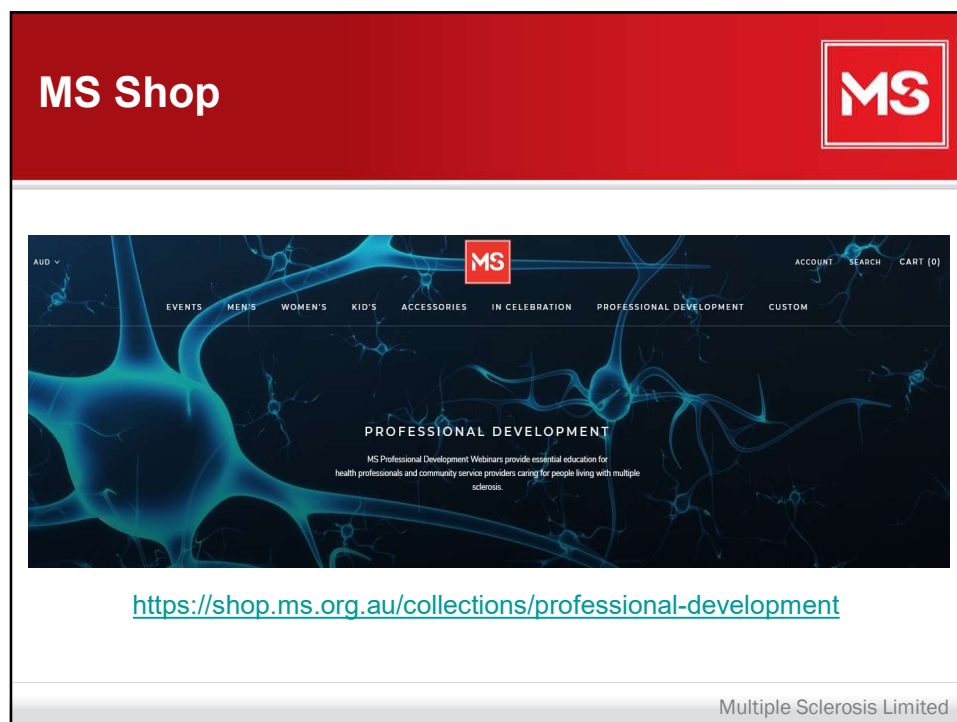 MS Shop
MS
AUD
MS
ACCOUNT SEARCH CART (0)
EVENTS MEN'S WOMEN'S KID'S ACCESSORIES IN CELEBRATION PROFESSIONAL DEVELOPMENT CUSTOM
PROFESSIONAL DEVELOPMENT
MS Professional Development Webinars provide essential education for
health professionals and community service providers caring for people living with multiple
sclerosis.
https://shop.ms.org.au/collections/professional-development
Multiple Sclerosis Limited